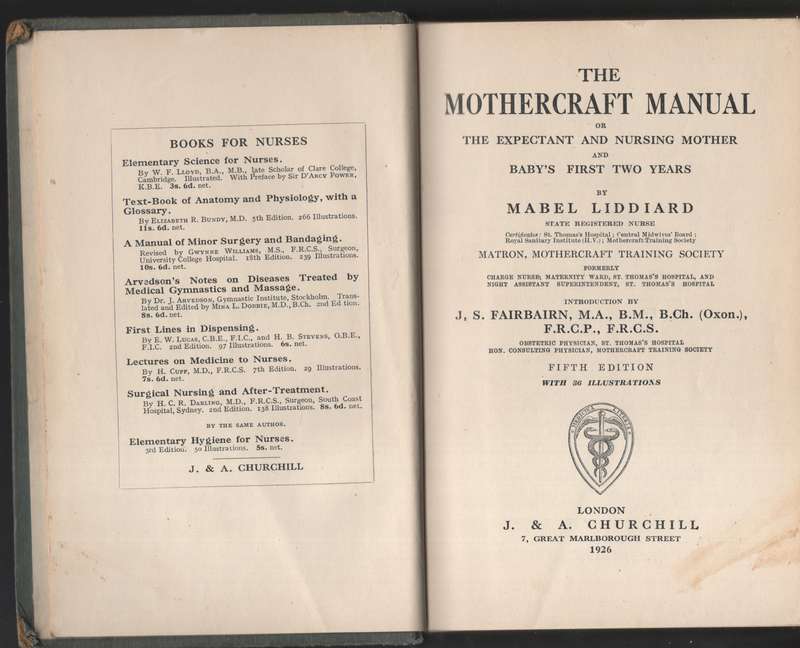 BOOKS FOR NURSES
Elementary Science for Nurses.
By W. F. LLOYD, B.A., M.B., late Scholar of Clare College,
Cambridge. Illustrated. With Preface by Sir D'ARCY POWER,
K.B.E. 3s. 6d. net.
Text-Book of Anatomy and Physiology, with a
Glossary.
By ELIZABETH R. BUNDY, M.D. 5th Edition. 266 Illustrations.
11s. 6d. net.
A Manual of Minor Surgery and Bandaging.
Revised by GWYNNE WILLIAMS, M.S., F.R.C.S., Surgeon,
University College Hospital. 18th Edition. 239 Illustrations.
10s. 6d. net.
Arvedson's Notes on Diseases Treated by
Medical Gymnastics and Massage.
By Dr. J. ARVEDSON, Gymnastic Institute, Stockholm. Trans-
lated and Edited by MINA L. DOBBIE, M.D., B.Ch. 2nd Edition.
8s. 6d. net.
First Lines in Dispensing.
By E. W. LUCAS, C.B.E., F.I.C., and H. B. STEVENS, O.B.E.,
F.I.C. 2nd Edition. 97 Illustrations. 6s. net.
Lectures on Medicine to Nurses.
By H. CUFF, M.D., F.R.C.S. 7th Edition. 29 Illustrations.
7s. 6d. net.
Surgical Nursing and After-Treatment.
By H. C. R. DARLING, M.D., F.R.C.S., Surgeon, South Coast
Hospital, Sydney. 2nd Edition. 138 Illustrations. 8s. 6d. net.
BY THE SAME AUTHOR.
Elementary Hygiene for Nurses.
3rd Edition. 50 Illustrations. 5s. net.
J. & A. CHURCHILL
THE
MOTHERCRAFT MANUAL
OR
THE EXPECTANT AND NURSING MOTHER
AND
BABY'S FIRST TWO YEARS
BY
MABEL LIDDIARD
STATE REGISTERED NURSE
Certificates: St. Thomas's Hospital; Central Midwives' Board;
Royal Sanitary Institute (H.V.); Mothercraft Training Society
MATRON, MOTHERCRAFT TRAINING SOCIETY
FORMERLY
CHARGE NURSE, MATERNITY WARD, ST. THOMAS'S HOSPITAL, AND
NIGHT ASSISTANT SUPERINTENDENT, ST. THOMAS'S HOSPITAL
INTRODUCTION BY
J. S. FAIRBAIRN, M.A., B.M., B.Ch. (Oxon.),
F.R.C.P., F.R.C.S.
OBSTETRIC PHYSICIAN, ST. THOMAS'S HOSPITAL
HON. CONSULTING PHYSICIAN, MOTHERCRAFT TRAINING SOCIETY
FIFTH EDITION
WITH 36 ILLUSTRATIONS
LONDON
J. & A. CHURCHILL
7, GREAT MARLBOROUGH STREET
1926